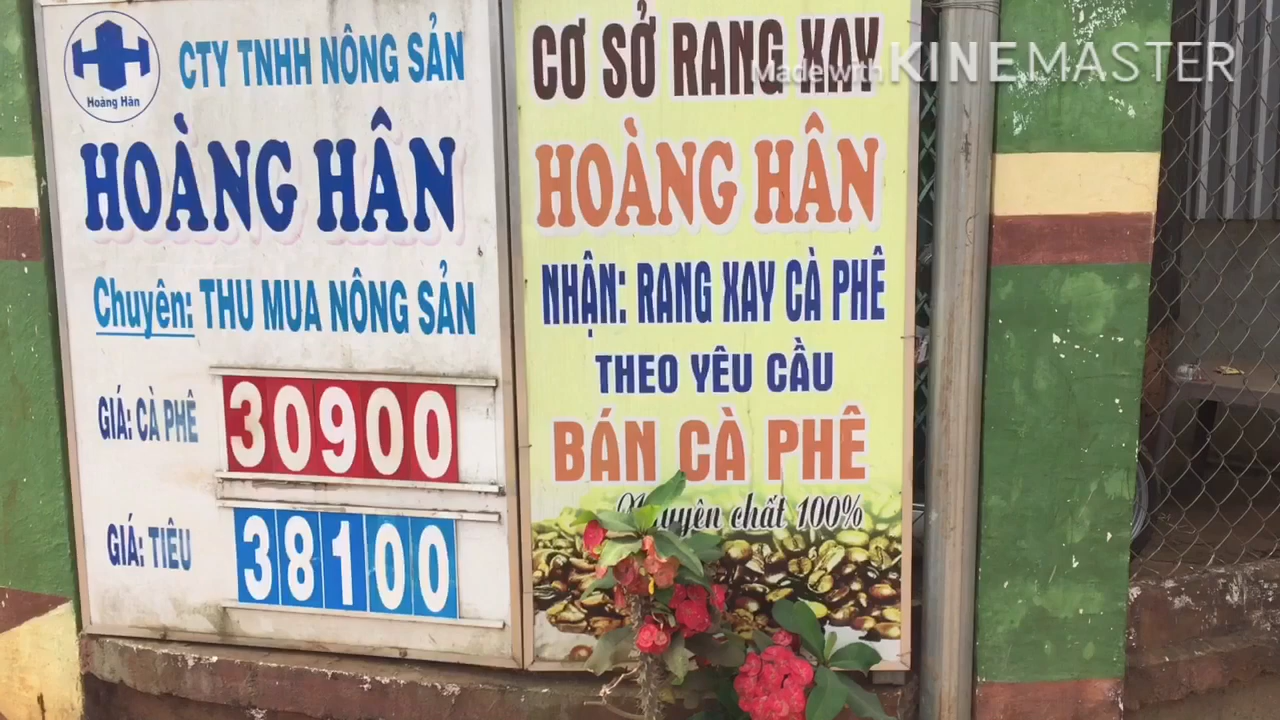 Hoàng Hân
CTY TNHH NÔNG SẢN
HOÀNG HÂN
Chuyên: THU MUA NÔNG SẢN
GIÁ: CÀ PHÊ 30900
GIÁ: TIÊU 38100
CƠ SỞ RANG XAY
HOÀNG HÂN
NHẬN: RANG XAY CÀ PHÊ
THEO YÊU CẦU
BÁN CÀ PHÊ
Nguyên chất 100%
Made with KINEMASTER